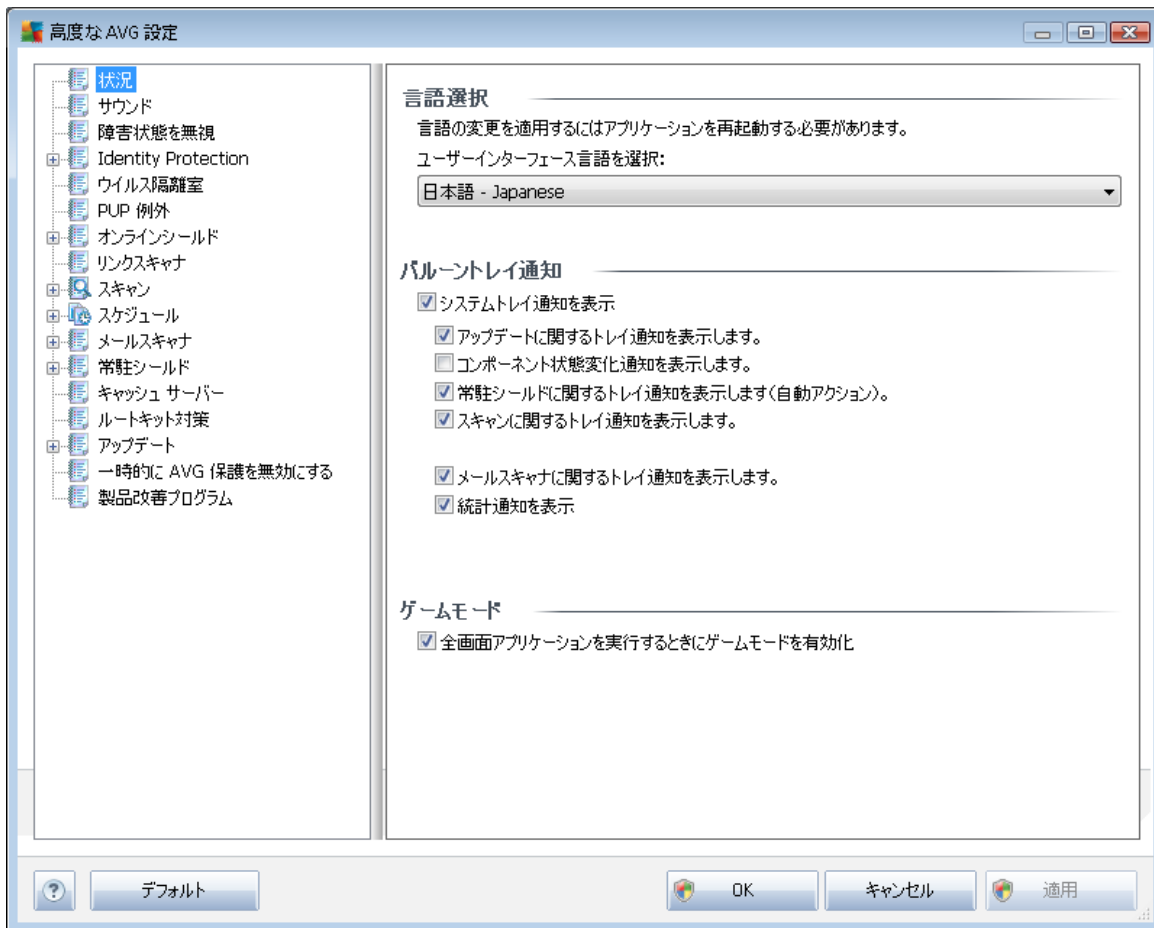 高度な AVG 設定
状況
サウンド
障害状態を無視
Identity Protection
ウイルス隔離室
PUP 例外
オンラインシールド
リンクスキャナ
スキャン
スケジュール
メールスキャナ
常駐シールド
キャッシュ サーバー
ルートキット対策
アップデート
一時的に AVG 保護を無効にする
製品改善プログラム
言語選択
言語の変更を適用するにはアプリケーションを再起動する必要があります。
ユーザーインターフェース言語を選択:
日本語 - Japanese
バルーントレイ通知
システムトレイ通知を表示
アップデートに関するトレイ通知を表示します。
コンポーネント状態変化通知を表示します。
常駐シールドに関するトレイ通知を表示します(自動アクション)。
スキャンに関するトレイ通知を表示します。
メールスキャナに関するトレイ通知を表示します。
統計通知を表示
ゲームモード
全画面アプリケーションを実行するときにゲームモードを有効化
?
デフォルト
OK
キャンセル
適用